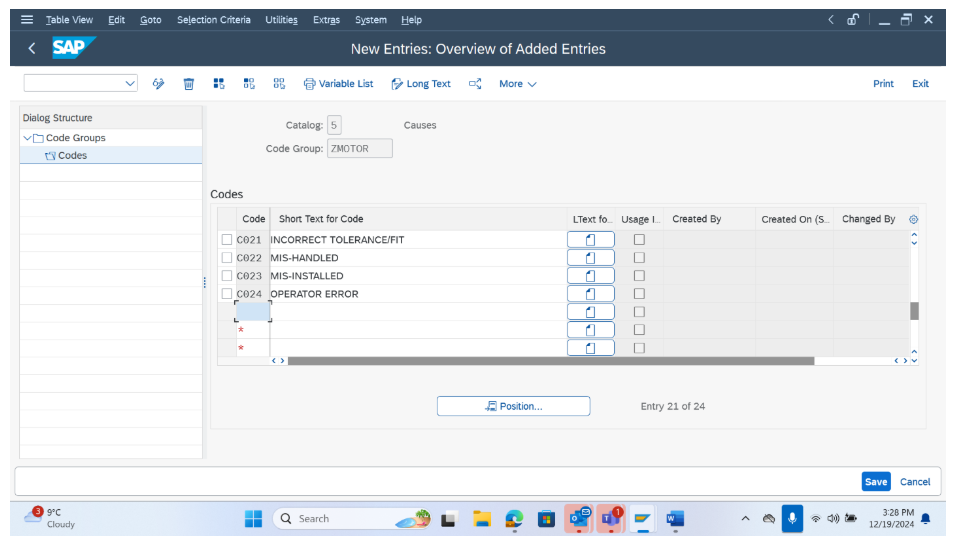 Table View Edit Goto Selection Criteria Utilities Extras System Help
SAP New Entries: Overview of Added Entries
Variable List Long Text More Print Exit
Dialog Structure
Code Groups
Codes
Catalog: 5 Causes
Code Group: ZMOTOR
Codes
Code Short Text for Code LText fo... Usage I... Created By Created On (S... Changed By
C021 INCORRECT TOLERANCE/FIT
C022 MIS-HANDLED
C023 MIS-INSTALLED
C024 OPERATOR ERROR
*
*
Position... Entry 21 of 24
Save Cancel
3 9°C
Cloudy
Search
1
3:28 PM
12/19/2024